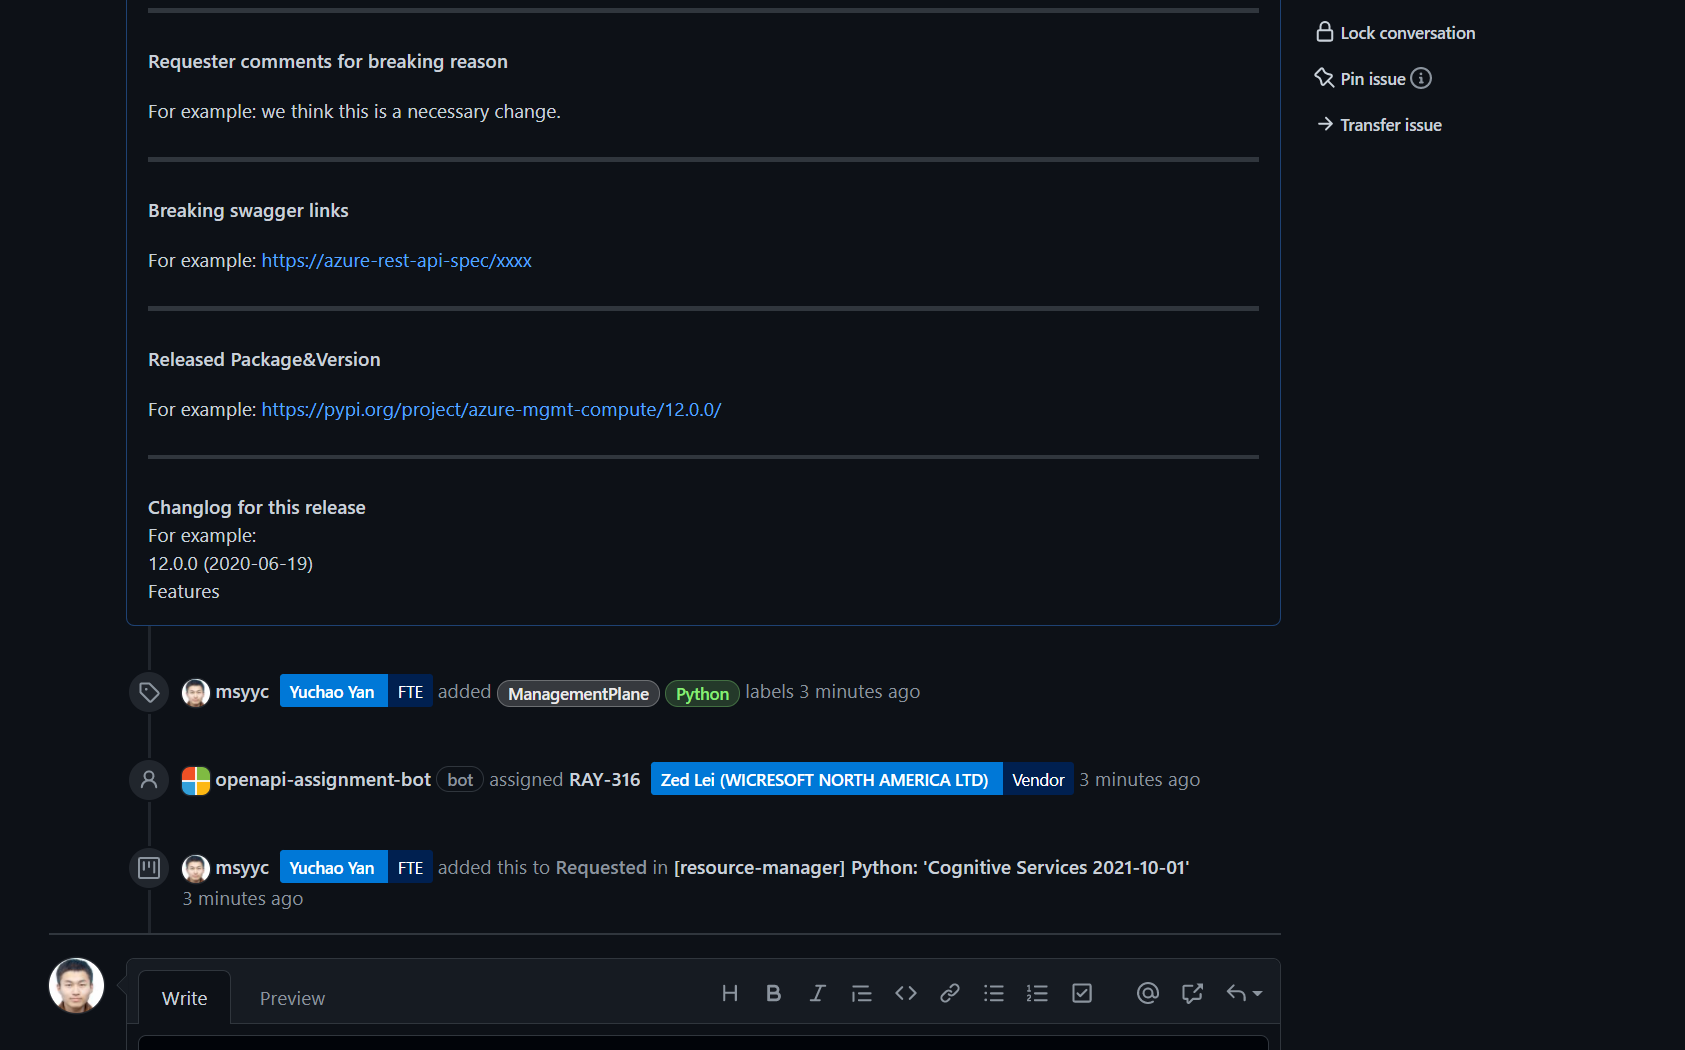 Lock conversation
Pin issue
Transfer issue
Requester comments for breaking reason
For example: we think this is a necessary change.
Breaking swagger links
For example: https://azure-rest-api-spec/xxxx
Released Package&Version
For example: https://pypi.org/project/azure-mgmt-compute/12.0.0/
Changlog for this release
For example:
12.0.0 (2020-06-19)
Features
msyyc Yuchao Yan FTE added ManagementPlane Python labels 3 minutes ago
openapi-assignment-bot bot assigned RAY-316 Zed Lei (WICRESOFT NORTH AMERICA LTD) Vendor 3 minutes ago
msyyc Yuchao Yan FTE added this to Requested in [resource-manager] Python: 'Cognitive Services 2021-10-01'
3 minutes ago
Write Preview